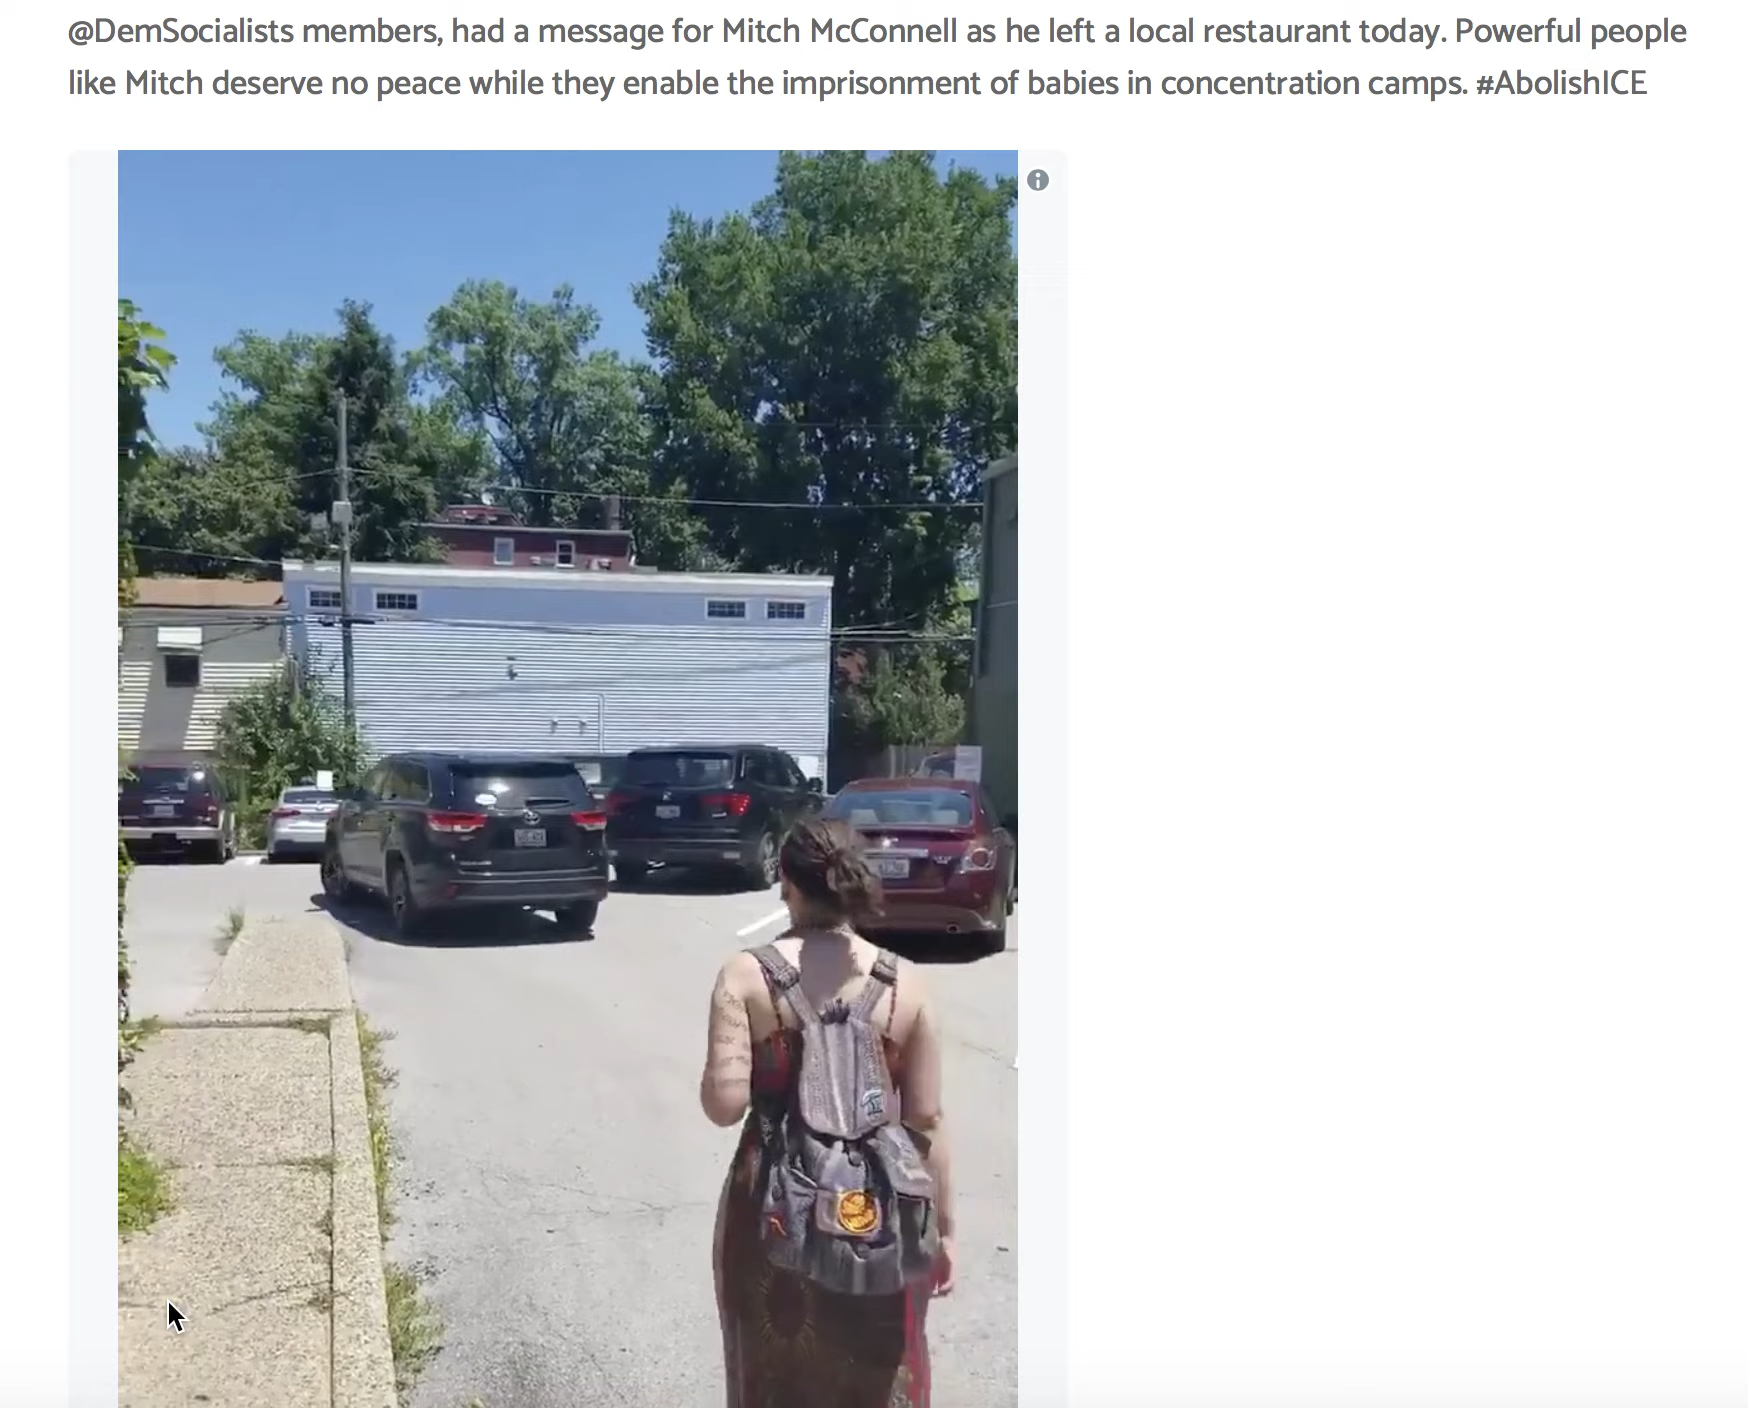 @DemSocialists members, had a message for Mitch McConnell as he left a local restaurant today. Powerful people
like Mitch deserve no peace while they enable the imprisonment of babies in concentration camps. #AbolishICE